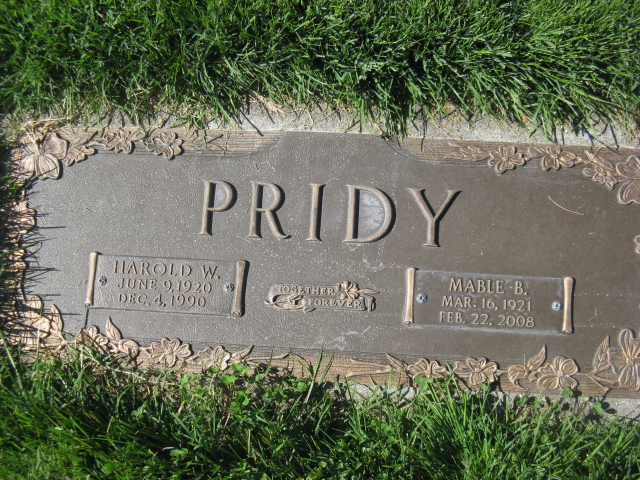 PRIDY
HAROLD W.
JUNE 9, 1920
DEC. 4, 1990
TOGETHER
FOREVER
MABLE B.
MAR. 16, 1921
FEB. 22, 2008